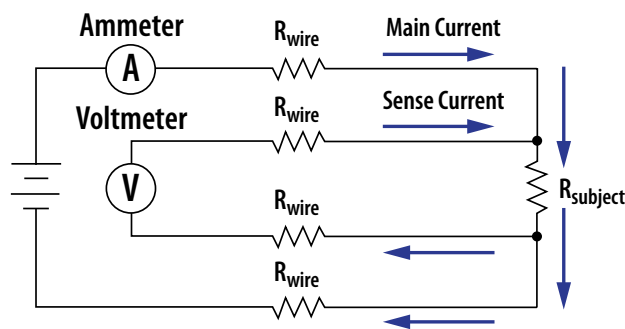 Ammeter
A
Rwire
Main Current
Voltmeter
Rwire
Sense Current
V
Rwire
Rsubject
Rwire